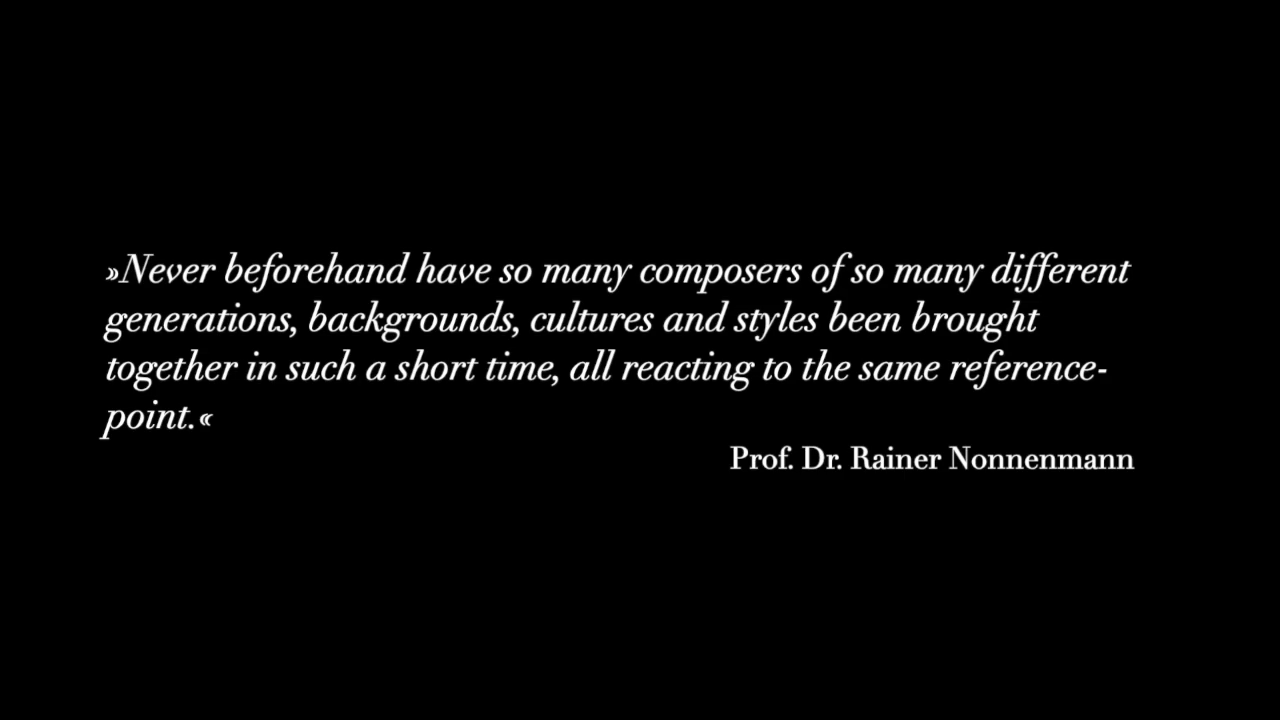 »Never beforehand have so many composers of so many different
generations, backgrounds, cultures and styles been brought
together in such a short time, all reacting to the same reference-
point.«
Prof. Dr. Rainer Nonnenmann